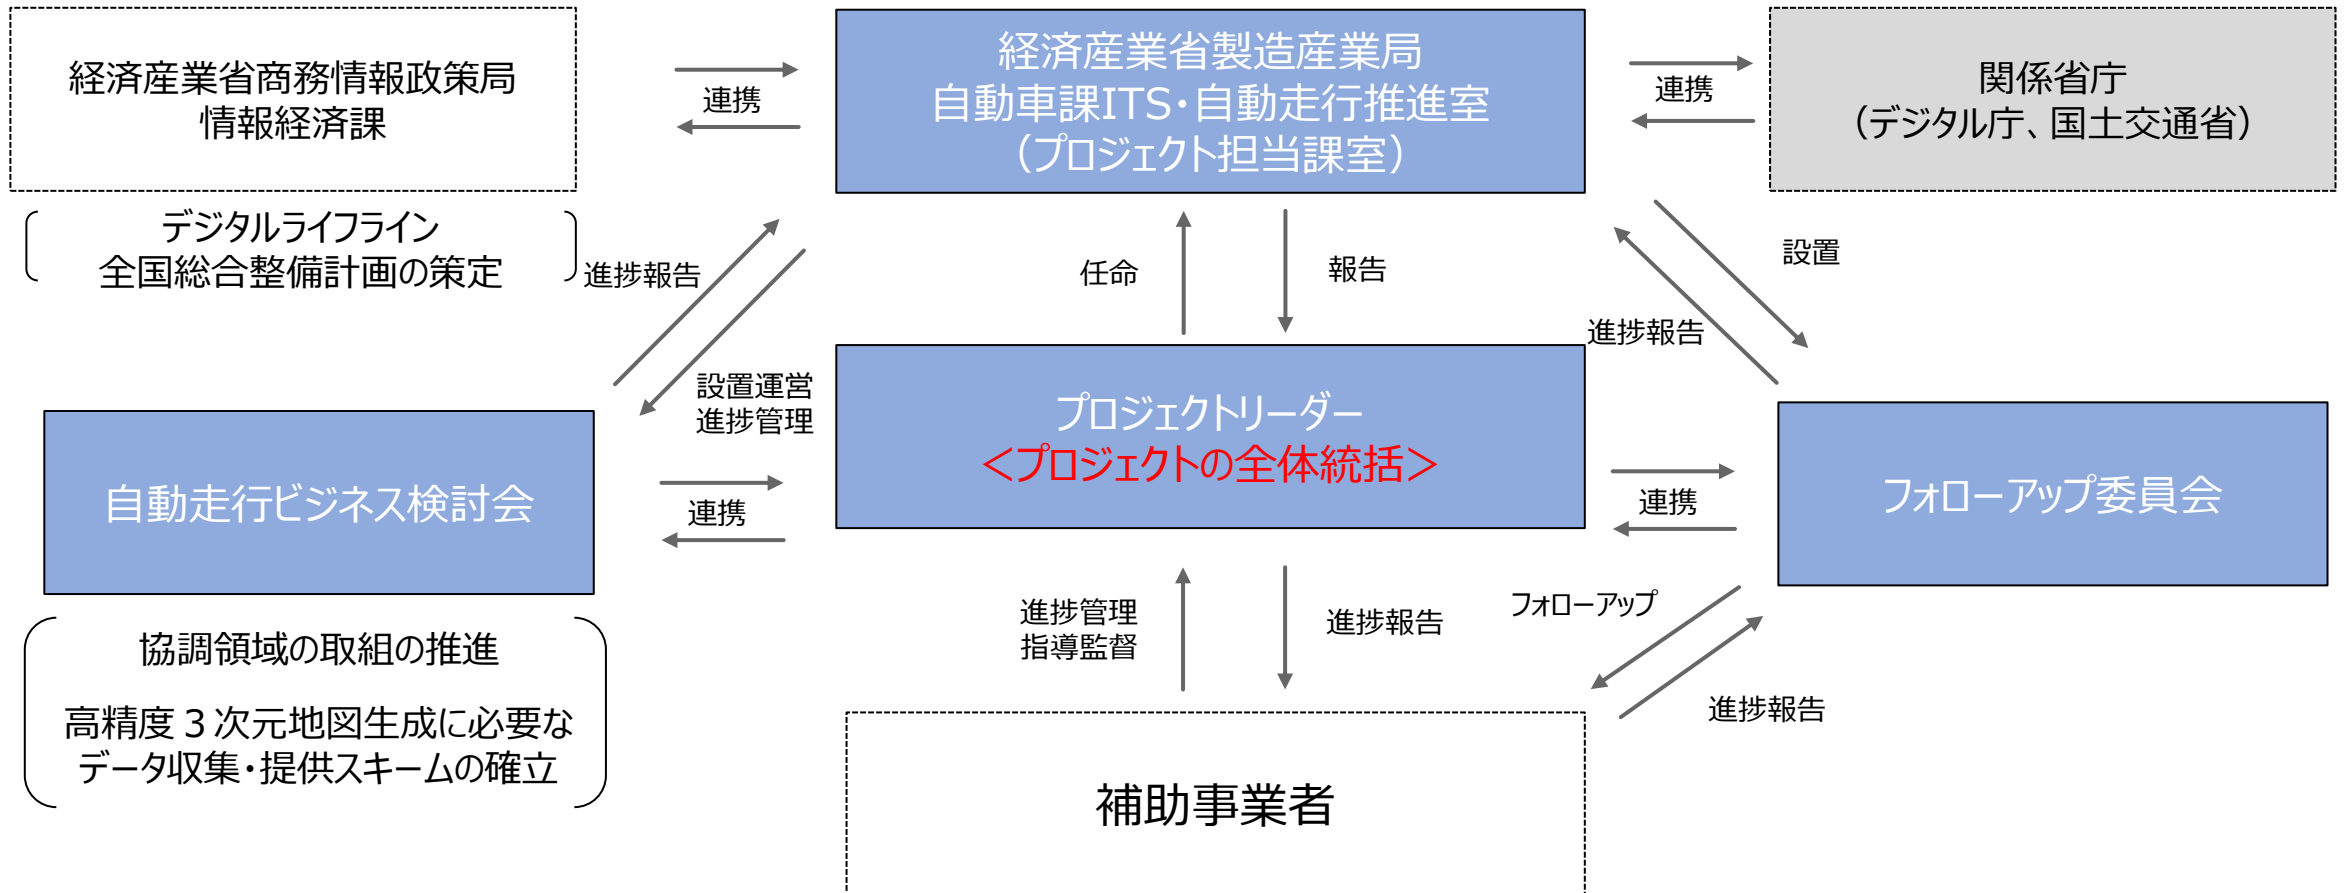 経済産業省商務情報政策局
情報経済課
連携
経済産業省製造産業局
自動車課ITS・自動走行推進室
（プロジェクト担当課室）
連携
関係省庁
（デジタル庁、国土交通省）
デジタルライフライン
全国総合整備計画の策定
進捗報告
設置運営
進捗管理
任命
報告
進捗報告
設置
自動走行ビジネス検討会
連携
プロジェクトリーダー
＜プロジェクトの全体統括＞
連携
フォローアップ委員会
協調領域の取組の推進
高精度３次元地図生成に必要な
データ収集・提供スキームの確立
進捗管理
指導監督
進捗報告
フォローアップ
進捗報告
補助事業者